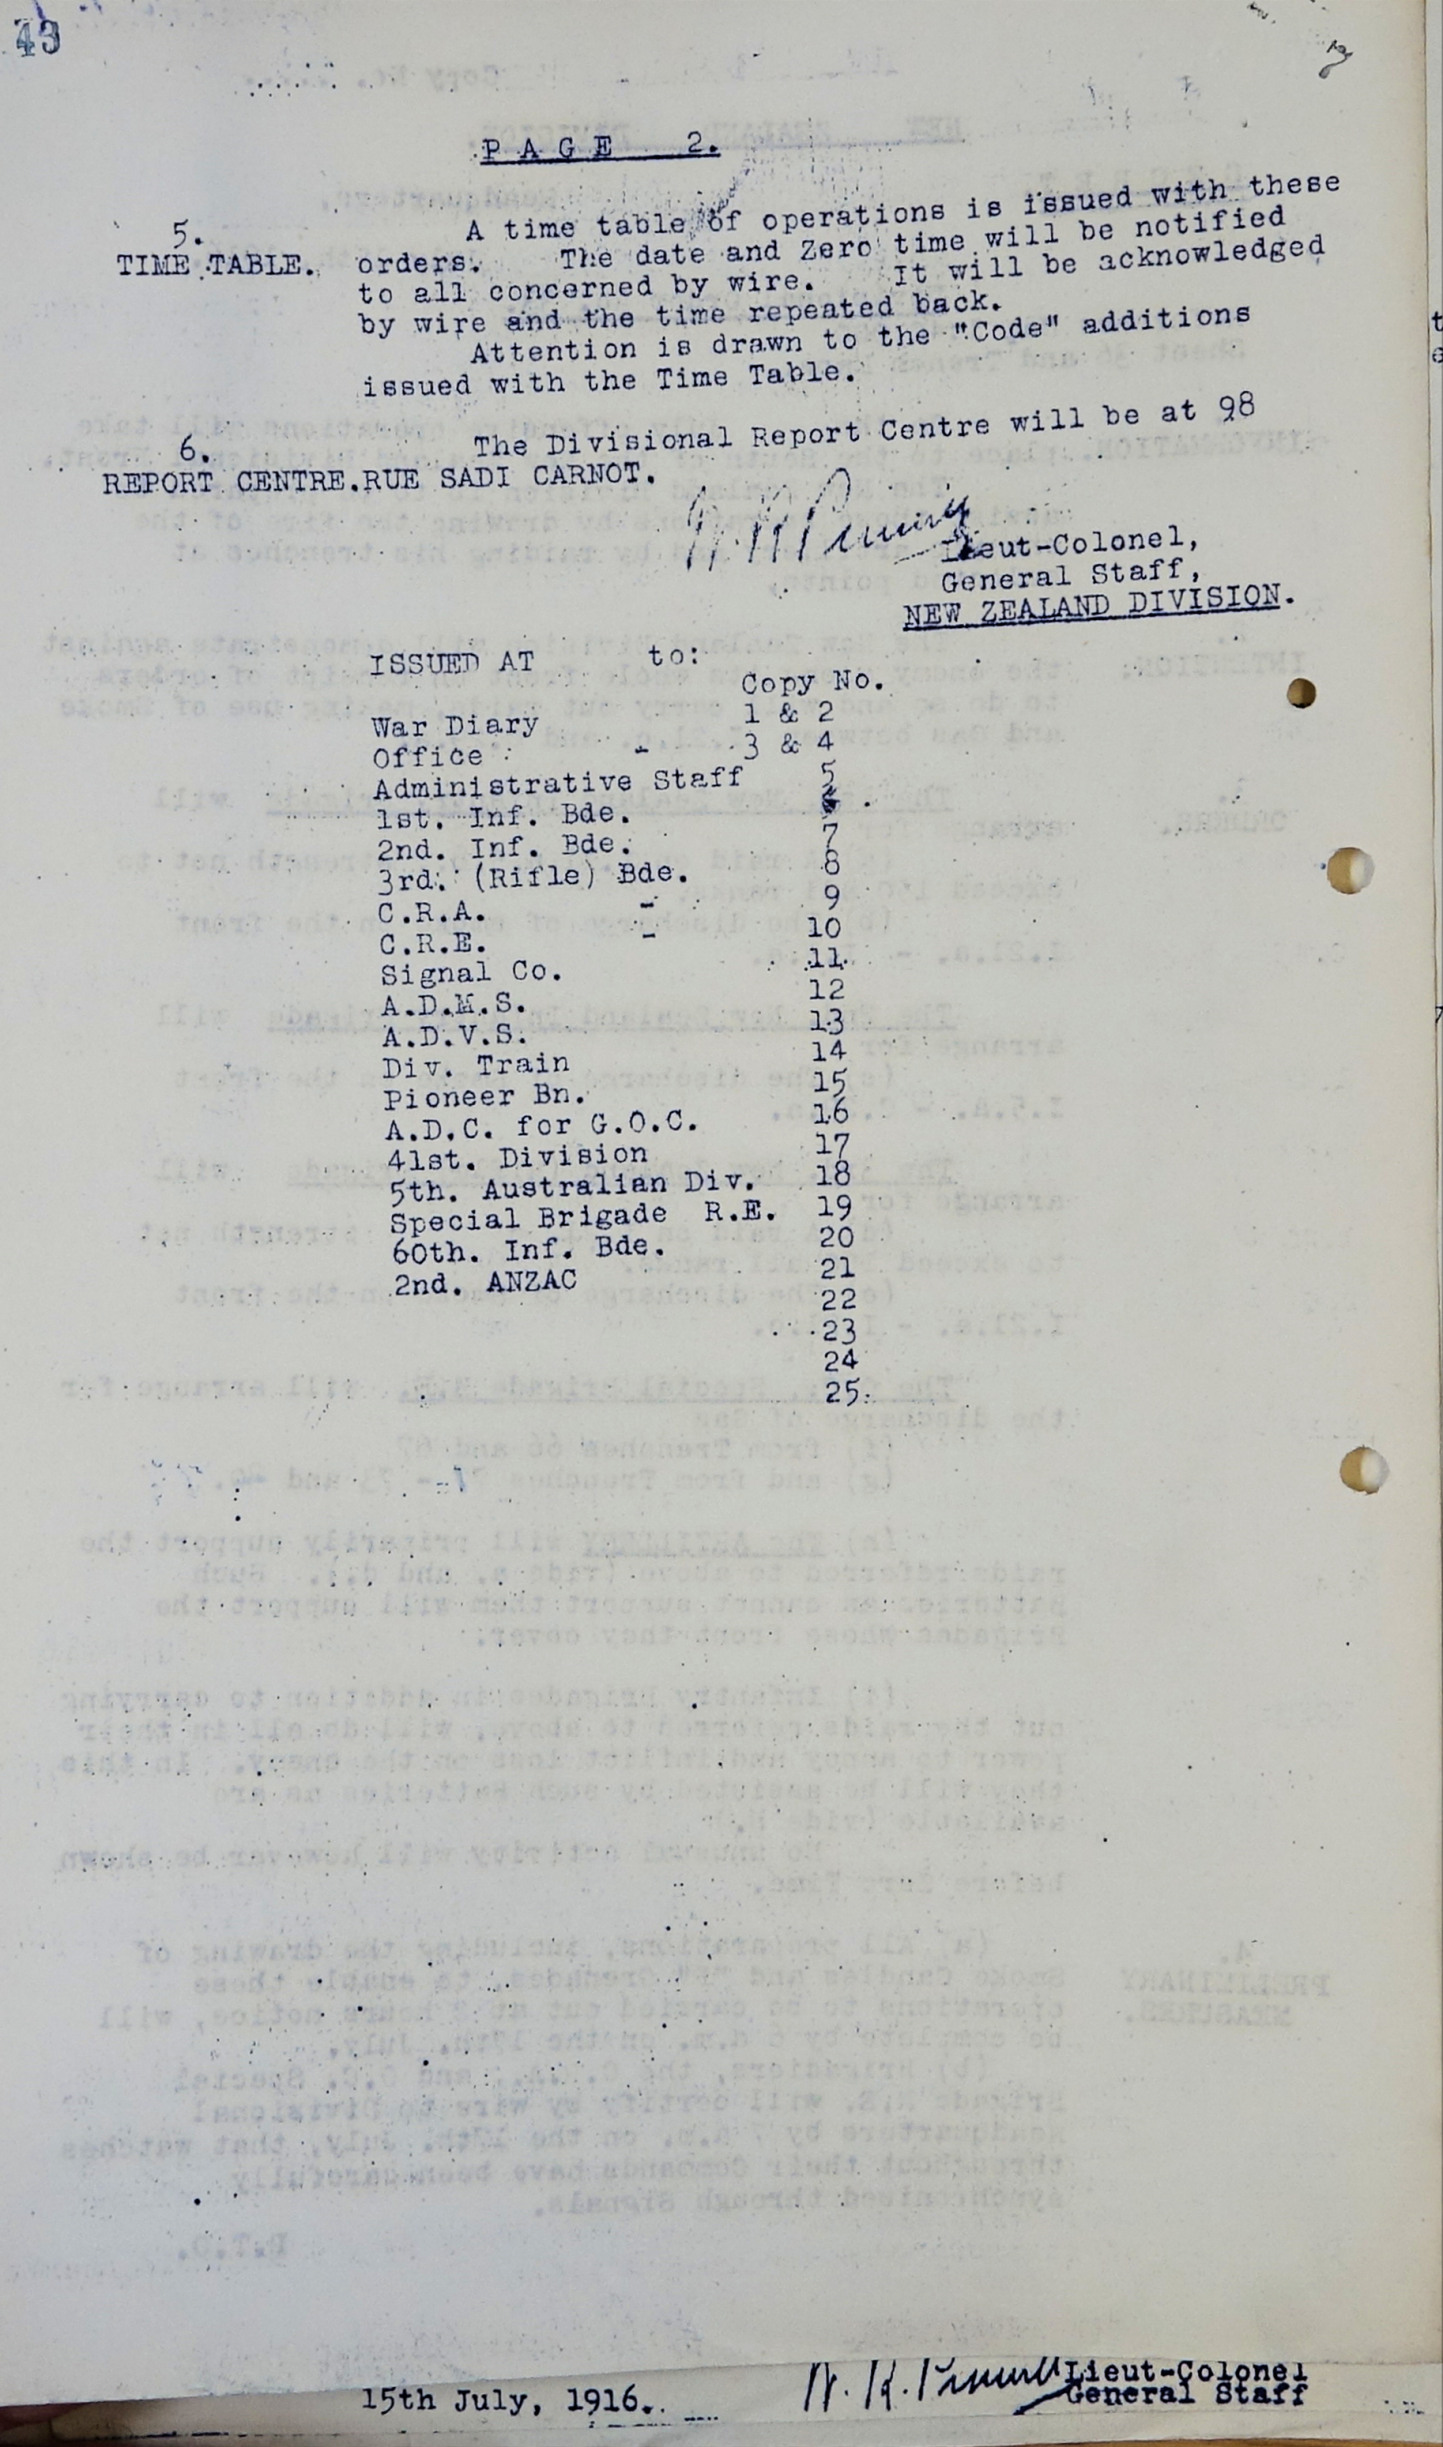 43
PAGE 2.
5.
TIME TABLE.
A time table of operations is issued with these
orders. The date and Zero time will be notified
to all concerned by wire. It will be acknowledged
by wire and the time repeated back.
Attention is drawn to the "Code" additions
issued with the Time Table.
6.
REPORT CENTRE.
The Divisional Report Centre will be at 98
RUE SADI CARNOT.
Lieut-Colonel,
General Staff,
NEW ZEALAND DIVISION.
ISSUED AT to:
Copy No.
War Diary 1 & 2
Office - 3 & 4
Administrative Staff 5
1st. Inf. Bde.
2nd. Inf. Bde. 7
3rd. (Rifle) Bde. 8
C.R.A. - 9
C.R.E. - 10
Signal Co. 11
A.D.M.S. 12
A.D.V.S. 13
Div. Train 14
Pioneer Bn. 15
A.D.C. for G.O.C. 16
41st. Division 17
5th. Australian Div. 18
Special Brigade R.E. 19
60th. Inf. Bde. 20
2nd. ANZAC 21
22
23
24
25.
15th July, 1916.
Lieut-Colonel
General Staff